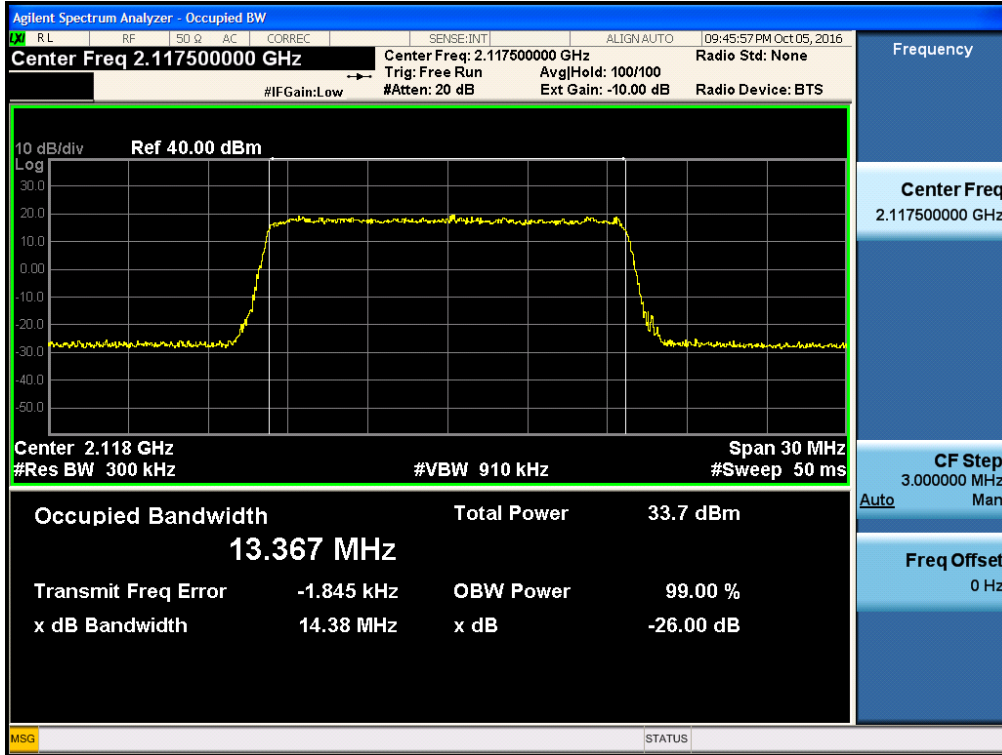 Agilent Spectrum Analyzer - Occupied BW
LXI RL RF 50 Ω AC CORREC SENSE:INT ALIGN AUTO 09:45:57 PM Oct 05, 2016
Center Freq 2.117500000 GHz
Center Freq: 2.117500000 GHz Radio Std: None
Trig: Free Run Avg|Hold: 100/100
#IFGain:Low #Atten: 20 dB Ext Gain: -10.00 dB Radio Device: BTS
10 dB/div Ref 40.00 dBm
Log
30.0
20.0
10.0
0.00
-10.0
-20.0
-30.0
-40.0
-50.0
Center 2.118 GHz Span 30 MHz
#Res BW 300 kHz #VBW 910 kHz #Sweep 50 ms
Occupied Bandwidth Total Power 33.7 dBm
13.367 MHz
Transmit Freq Error -1.845 kHz OBW Power 99.00 %
x dB Bandwidth 14.38 MHz x dB -26.00 dB
Frequency
Center Freq
2.117500000 GHz
CF Step
3.000000 MHz
Auto Man
Freq Offset
0 Hz
MSG STATUS